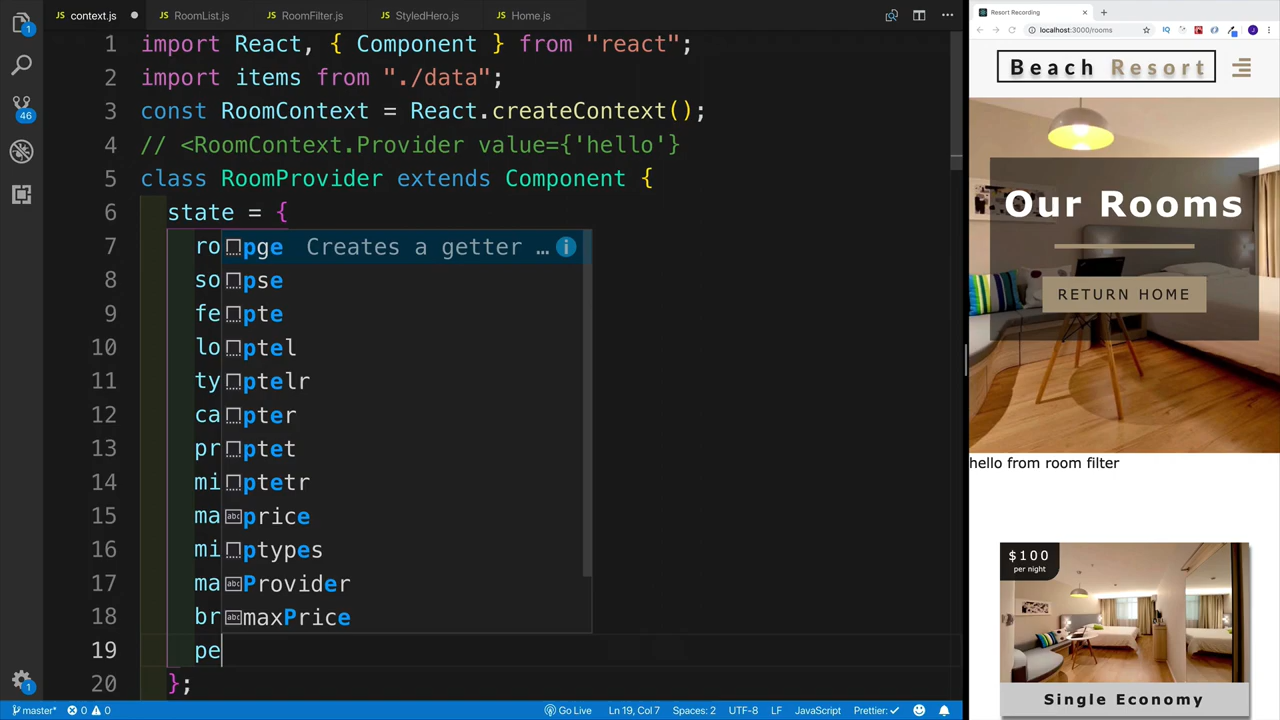 context.js
RoomList.js
RoomFilter.js
StyledHero.js
Home.js
1 import React, { Component } from "react";
2 import items from "./data";
3 const RoomContext = React.createContext();
4 // <RoomContext.Provider value={'hello'}
5 class RoomProvider extends Component {
6 state = {
7 ro
8 so
9 fe
10 lo
11 ty
12 ca
13 pr
14 mi
15 ma
16 mi
17 ma
18 br
19 pe
20 };
pge Creates a getter …
pse
pte
ptel
ptelr
pter
ptet
ptetr
price
ptypes
Provider
maxPrice
1
46
1
master*
0
0
Go Live
Ln 19, Col 7
Spaces: 2
UTF-8
LF
JavaScript
Prettier: ✓
Resort Recording
localhost:3000/rooms
Beach Resort
Our Rooms
RETURN HOME
hello from room filter
$100
per night
Single Economy